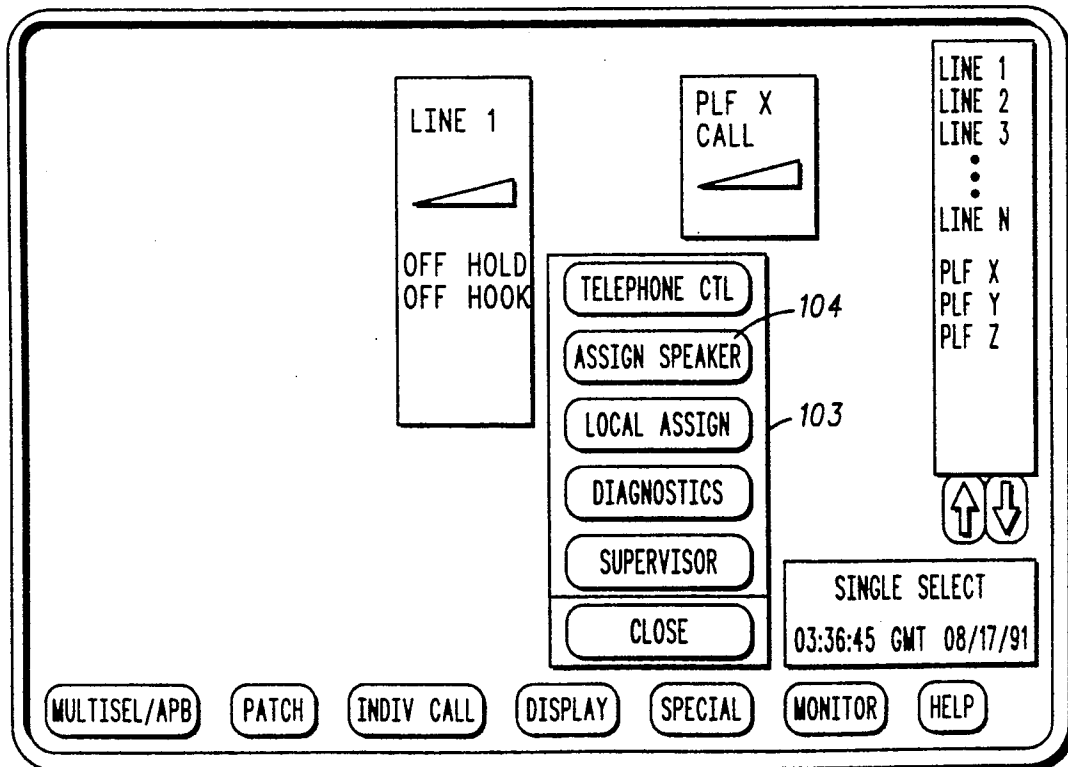 LINE 1
OFF HOLD
OFF HOOK
PLF X
CALL
TELEPHONE CTL
ASSIGN SPEAKER
LOCAL ASSIGN
DIAGNOSTICS
SUPERVISOR
CLOSE
104
103
LINE 1
LINE 2
LINE 3
LINE N
PLF X
PLF Y
PLF Z
SINGLE SELECT
03:36:45 GMT 08/17/91
MULTISEL/APB
PATCH
INDIV CALL
DISPLAY
SPECIAL
MONITOR
HELP